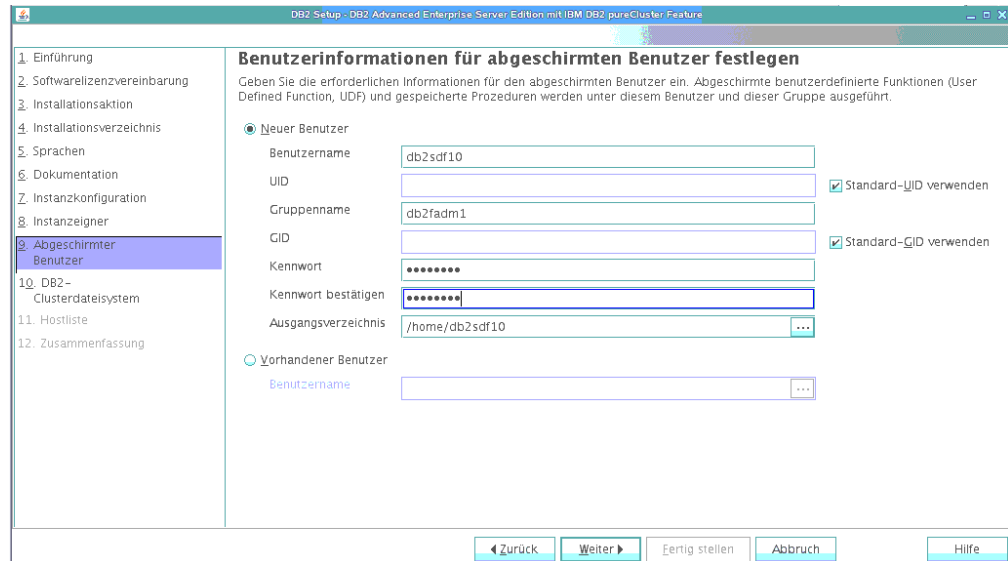 DB2 Setup - DB2 Advanced Enterprise Server Edition mit IBM DB2 pureCluster Feature
1. Einführung
2. Softwarelizenzvereinbarung
3. Installationsaktion
4. Installationsverzeichnis
5. Sprachen
6. Dokumentation
7. Instanzkonfiguration
8. Instanzeigner
9. Abgeschirmter
Benutzer
10. DB2-
Clusterdateisystem
11. Hostliste
12. Zusammenfassung
Benutzerinformationen für abgeschirmten Benutzer festlegen
Geben Sie die erforderlichen Informationen für den abgeschirmten Benutzer ein. Abgeschirmte benutzerdefinierte Funktionen (User
Defined Function, UDF) und gespeicherte Prozeduren werden unter diesem Benutzer und dieser Gruppe ausgeführt.
Neuer Benutzer
Benutzername db2sdf10
UID Standard-UID verwenden
Gruppenname db2fadm1
GID Standard-GID verwenden
Kennwort ●●●●●●●●
Kennwort bestätigen ●●●●●●●●
Ausgangsverzeichnis /home/db2sdf10 ...
Vorhandener Benutzer
Benutzername ...
Zurück Weiter Fertig stellen Abbruch Hilfe